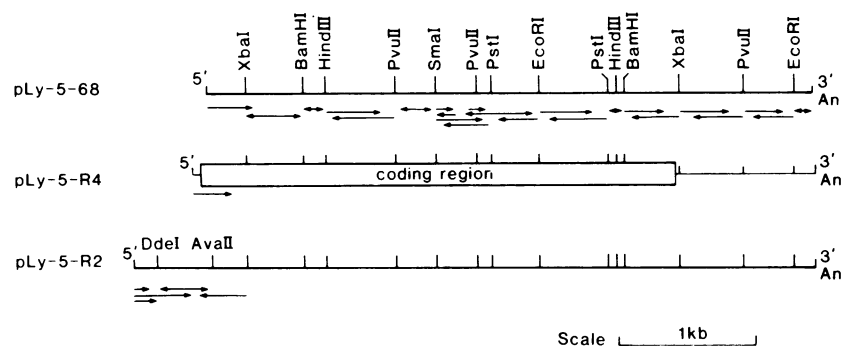 XbaI BamHI HindIII PvuII SmaI PvuII PstI EcoRI PstI HindIII BamHI XbaI PvuII EcoRI
pLy-5-68 5′ 3′
An
pLy-5-R4 5′ coding region 3′
An
5′ DdeI AvaII 3′
pLy-5-R2 An
Scale 1kb